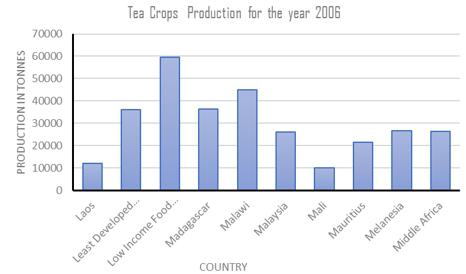 Tea Crops Production for the year 2006
PRODUCTION IN TONNES
70000
60000
50000
40000
30000
20000
10000
0
Laos
Least Developed...
Low Income Food...
Madagascar
Malawi
Malaysia
Mali
Mauritius
Melanesia
Middle Africa
COUNTRY